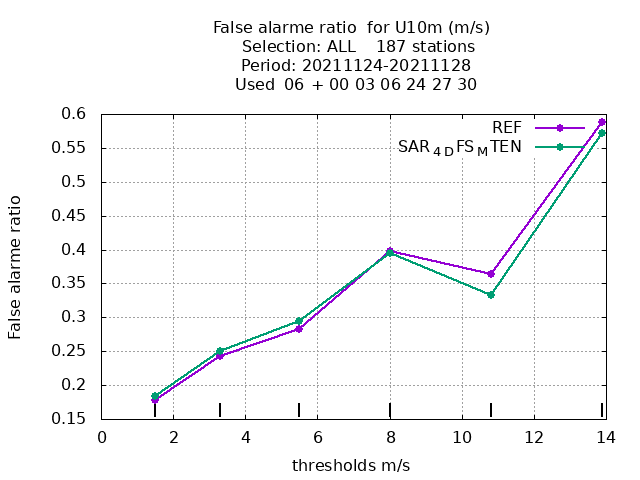 False alarme ratio  for U10m (m/s)
Selection: ALL    187 stations
Period: 20211124-20211128
Used  06 + 00 03 06 24 27 30
0.6
0.55
0.5
0.45
0.4
0.35
0.3
0.25
0.2
0.15
REF
SAR4DFSMTEN
False alarme ratio
0 2 4 6 8 10 12 14
thresholds m/s